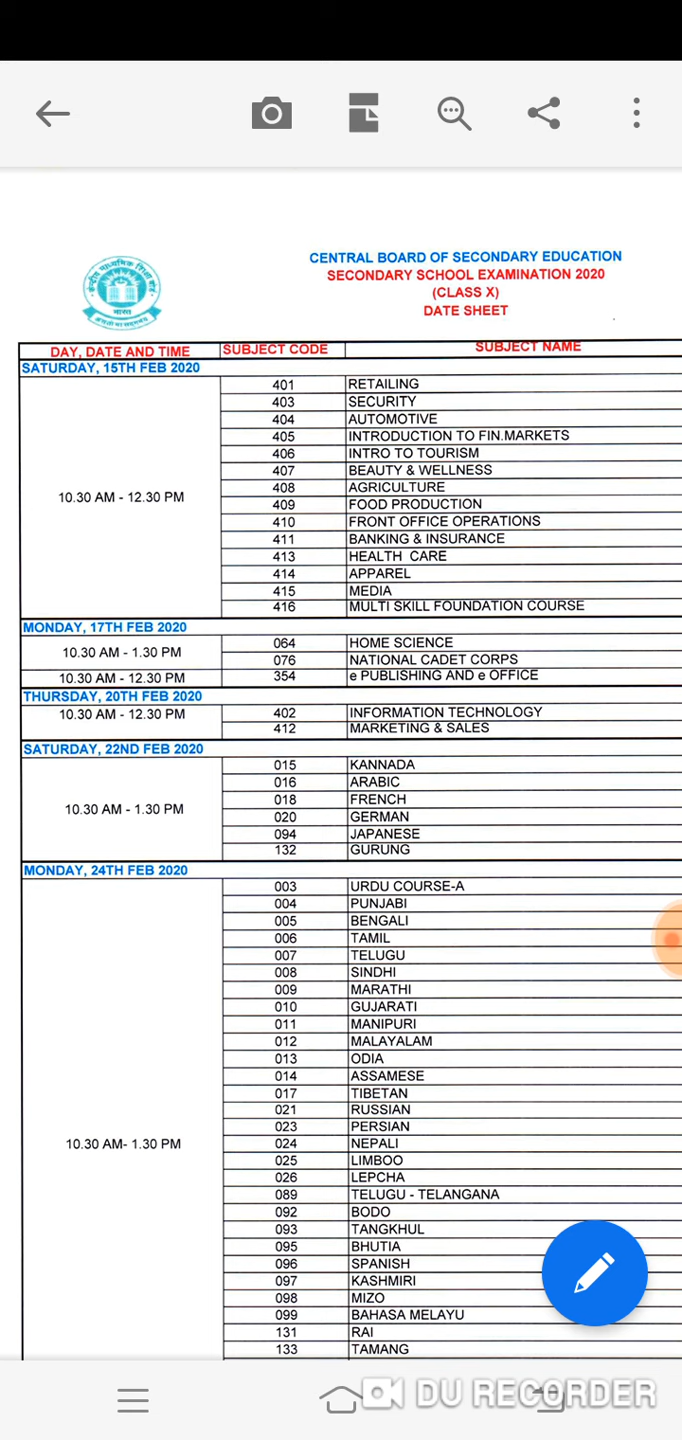 CENTRAL BOARD OF SECONDARY EDUCATION
SECONDARY SCHOOL EXAMINATION 2020
(CLASS X)
DATE SHEET
DAY, DATE AND TIME SUBJECT CODE SUBJECT NAME
SATURDAY, 15TH FEB 2020
10.30 AM - 12.30 PM
401 RETAILING
403 SECURITY
404 AUTOMOTIVE
405 INTRODUCTION TO FIN.MARKETS
406 INTRO TO TOURISM
407 BEAUTY & WELLNESS
408 AGRICULTURE
409 FOOD PRODUCTION
410 FRONT OFFICE OPERATIONS
411 BANKING & INSURANCE
413 HEALTH CARE
414 APPAREL
415 MEDIA
416 MULTI SKILL FOUNDATION COURSE
MONDAY, 17TH FEB 2020
10.30 AM - 1.30 PM
064 HOME SCIENCE
076 NATIONAL CADET CORPS
10.30 AM - 12.30 PM 354 e PUBLISHING AND e OFFICE
THURSDAY, 20TH FEB 2020
10.30 AM - 12.30 PM 402 INFORMATION TECHNOLOGY
412 MARKETING & SALES
SATURDAY, 22ND FEB 2020
10.30 AM - 1.30 PM
015 KANNADA
016 ARABIC
018 FRENCH
020 GERMAN
094 JAPANESE
132 GURUNG
MONDAY, 24TH FEB 2020
10.30 AM- 1.30 PM
003 URDU COURSE-A
004 PUNJABI
005 BENGALI
006 TAMIL
007 TELUGU
008 SINDHI
009 MARATHI
010 GUJARATI
011 MANIPURI
012 MALAYALAM
013 ODIA
014 ASSAMESE
017 TIBETAN
021 RUSSIAN
023 PERSIAN
024 NEPALI
025 LIMBOO
026 LEPCHA
089 TELUGU - TELANGANA
092 BODO
093 TANGKHUL
095 BHUTIA
096 SPANISH
097 KASHMIRI
098 MIZO
099 BAHASA MELAYU
131 RAI
133 TAMANG
DU RECORDER